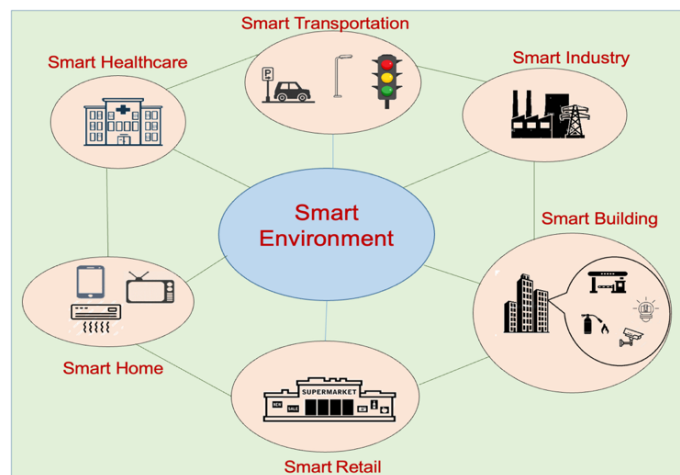 Smart Transportation
Smart Healthcare
Smart Industry
P
Smart
Environment
Smart Building
Smart Home
SUPERMARKET
Smart Retail